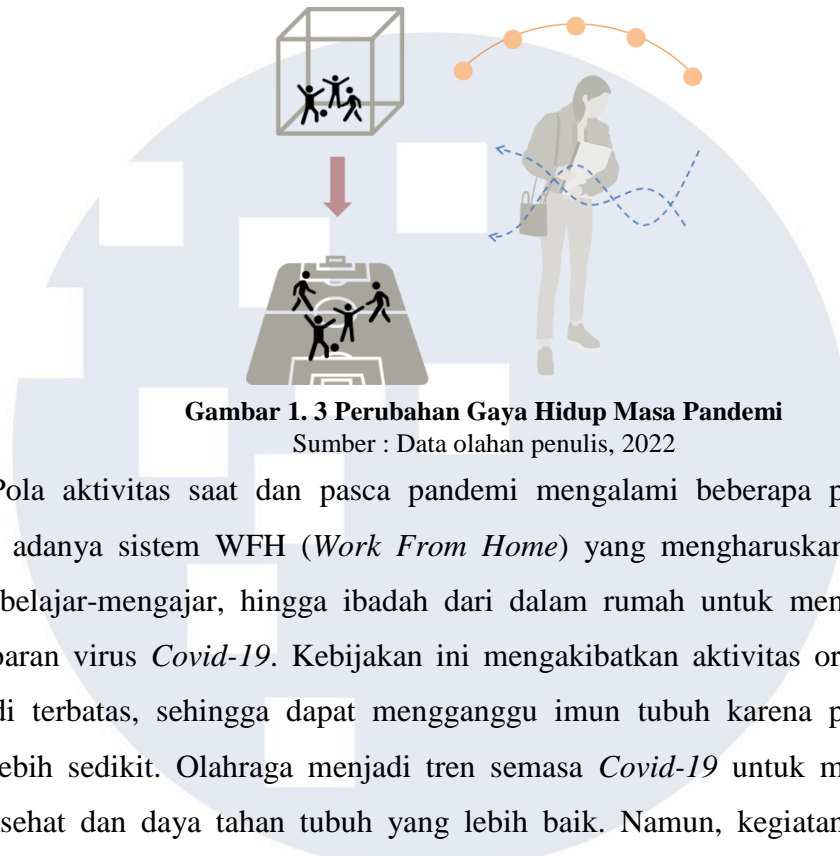 Gambar 1. 3 Perubahan Gaya Hidup Masa Pandemi
Sumber : Data olahan penulis, 2022
Pola aktivitas saat dan pasca pandemi mengalami beberapa p
adanya sistem WFH (Work From Home) yang mengharuskan
belajar-mengajar, hingga ibadah dari dalam rumah untuk men
baran virus Covid-19. Kebijakan ini mengakibatkan aktivitas or
di terbatas, sehingga dapat mengganggu imun tubuh karena p
lebih sedikit. Olahraga menjadi tren semasa Covid-19 untuk m
sehat dan daya tahan tubuh yang lebih baik. Namun, kegiatan